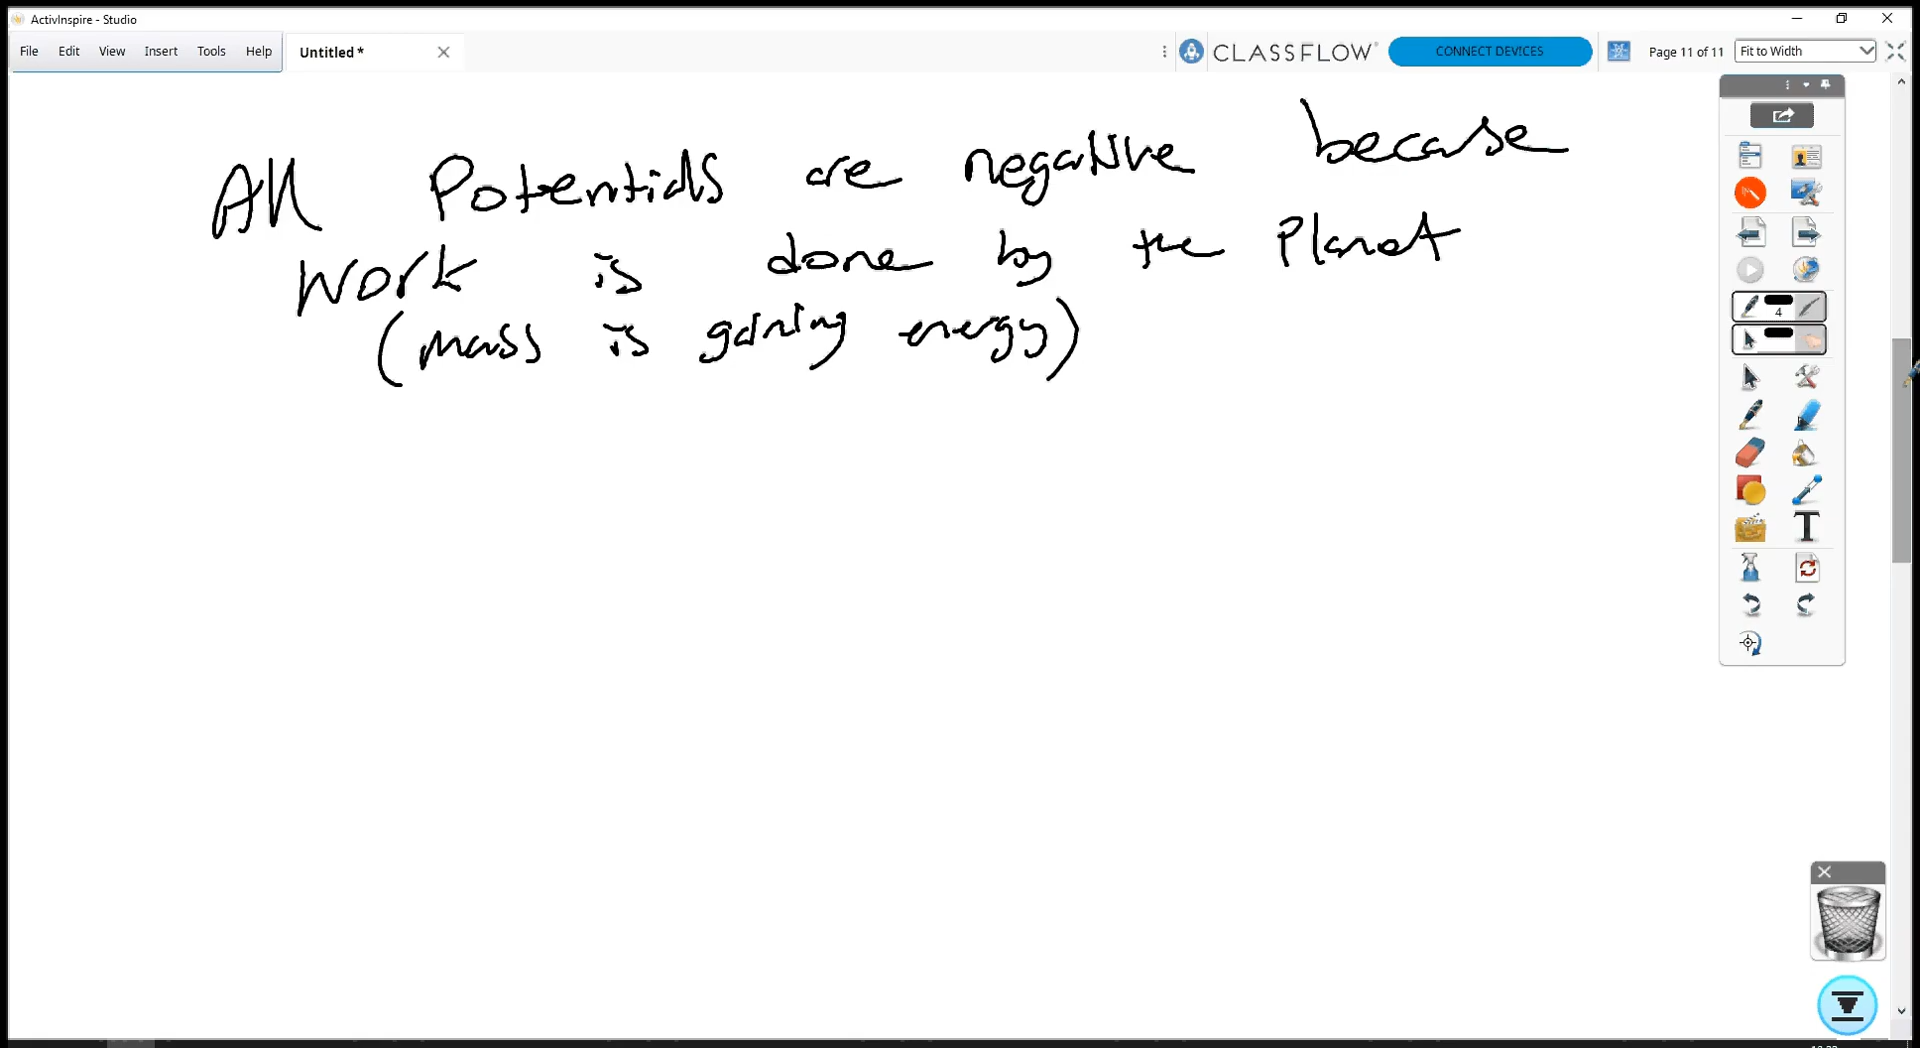 ActivInspire - Studio
File Edit View Insert Tools Help Untitled * CLASSFLOW CONNECT DEVICES Page 11 of 11 Fit to Width
All Potentials are negative because
Work is done by the Planet
(mass is gaining energy)
4
T